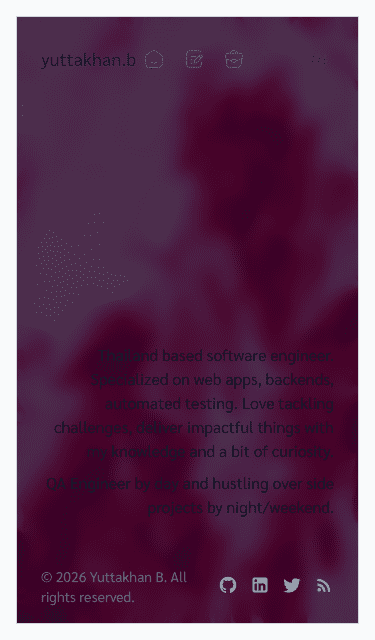 yuttakhan.b
Thailand based software engineer.
Specialized on web apps, backends,
automated testing. Love tackling
challenges, deliver impactful things with
my knowledge and a bit of curiosity.
QA Engineer by day and hustling over side
projects by night/weekend.
© 2026 Yuttakhan B. All
rights reserved.